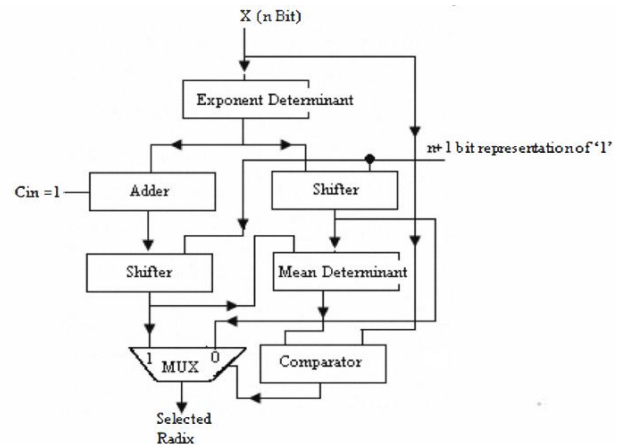 X (n Bit)
Exponent Determinant
n+1 bit representation of ‘1’
Cin =1
Adder
Shifter
Shifter
Mean Determinant
1
0
MUX
Comparator
Selected
Radix